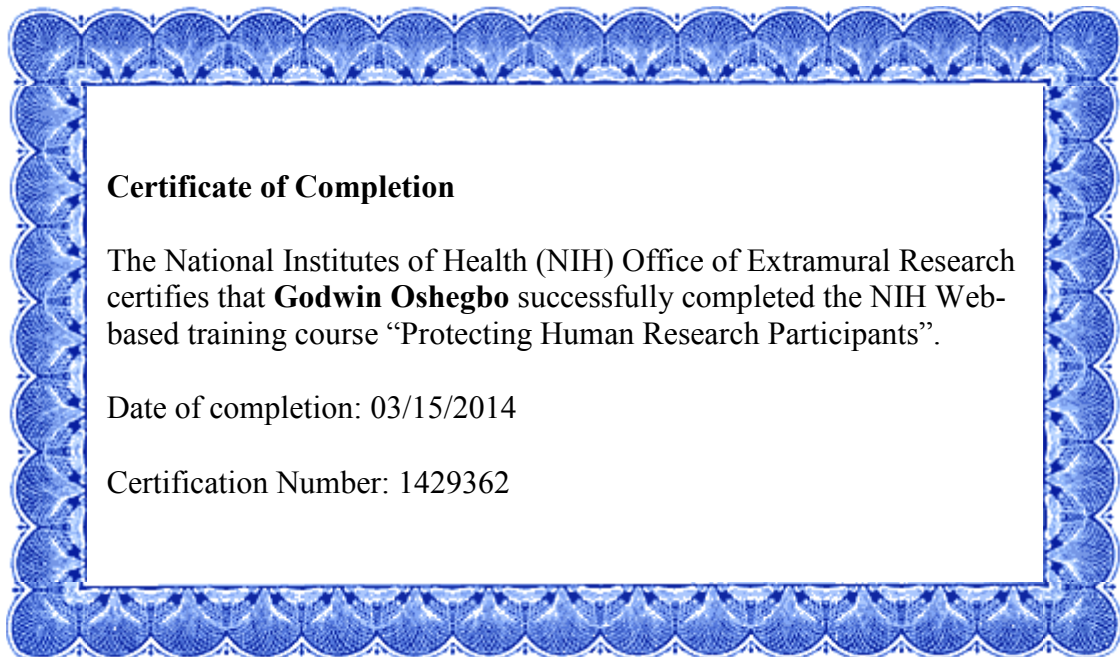 Certificate of Completion
The National Institutes of Health (NIH) Office of Extramural Research
certifies that Godwin Oshegbo successfully completed the NIH Web-
based training course “Protecting Human Research Participants”.
Date of completion: 03/15/2014
Certification Number: 1429362